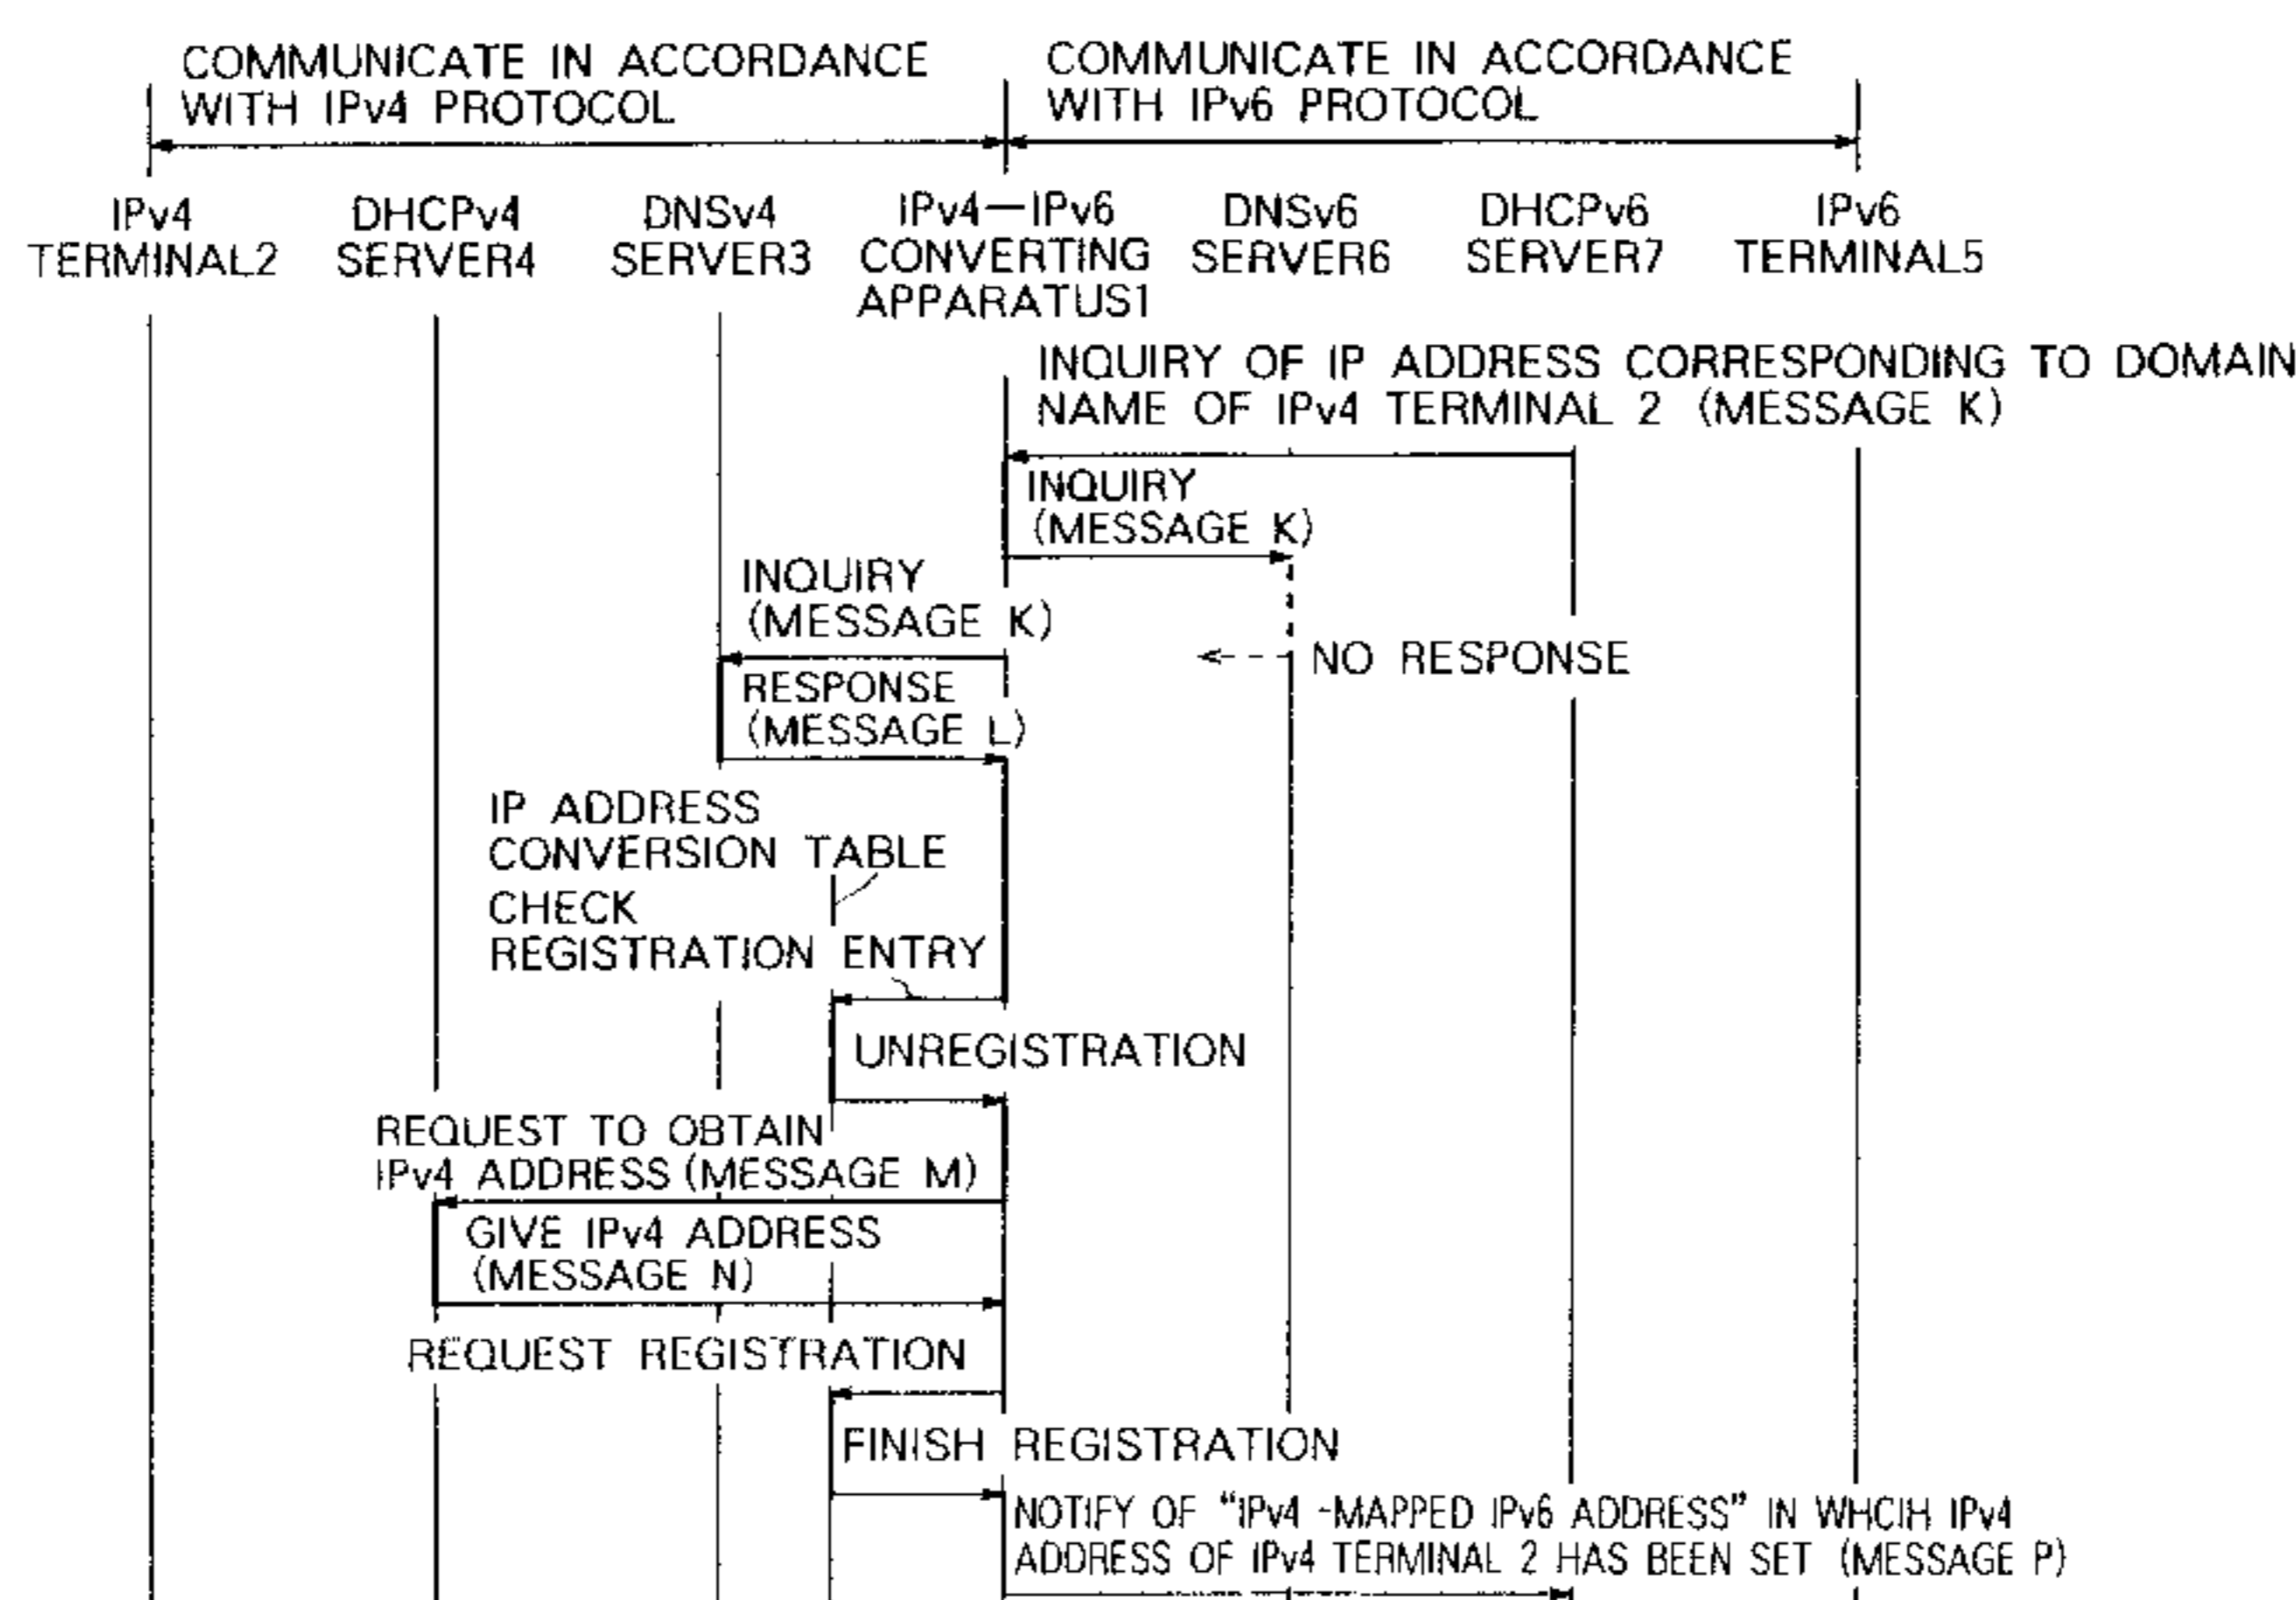 COMMUNICATE IN ACCORDANCE
WITH IPv4 PROTOCOL
COMMUNICATE IN ACCORDANCE
WITH IPv6 PROTOCOL
IPv4
TERMINAL2
DHCPv4
SERVER4
DNSv4
SERVER3
IPv4—IPv6
CONVERTING
APPARATUS1
DNSv6
SERVER6
DHCPv6
SERVER7
IPv6
TERMINAL5
INQUIRY OF IP ADDRESS CORRESPONDING TO DOMAIN
NAME OF IPv4 TERMINAL 2 (MESSAGE K)
INQUIRY
(MESSAGE K)
INQUIRY
(MESSAGE K)
NO RESPONSE
RESPONSE
(MESSAGE L)
IP ADDRESS
CONVERSION TABLE
CHECK
REGISTRATION ENTRY
UNREGISTRATION
REQUEST TO OBTAIN
IPv4 ADDRESS (MESSAGE M)
GIVE IPv4 ADDRESS
(MESSAGE N)
REQUEST REGISTRATION
FINISH REGISTRATION
NOTIFY OF “IPv4 -MAPPED IPv6 ADDRESS” IN WHCIH IPv4
ADDRESS OF IPv4 TERMINAL 2 HAS BEEN SET (MESSAGE P)